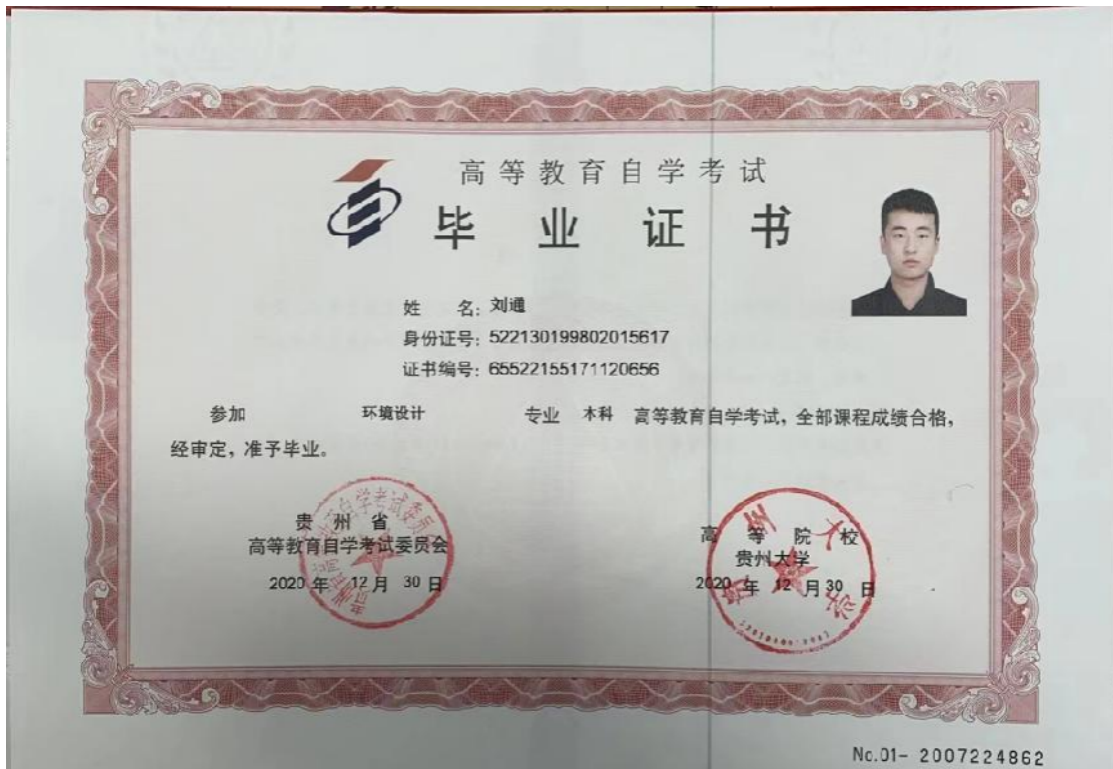 高等教育自学考试
毕业证书
姓 名: 刘通
身份证号: 522130199802015617
证书编号: 65522155171120656
参加 环境设计 专业 本科 高等教育自学考试，全部课程成绩合格，
经审定，准予毕业。
贵州省
高等教育自学考试委员会
2020 年 12 月 30 日
高等院校
贵州大学
2020 年 12 月 30 日
贵州大学
No.01- 2007224862